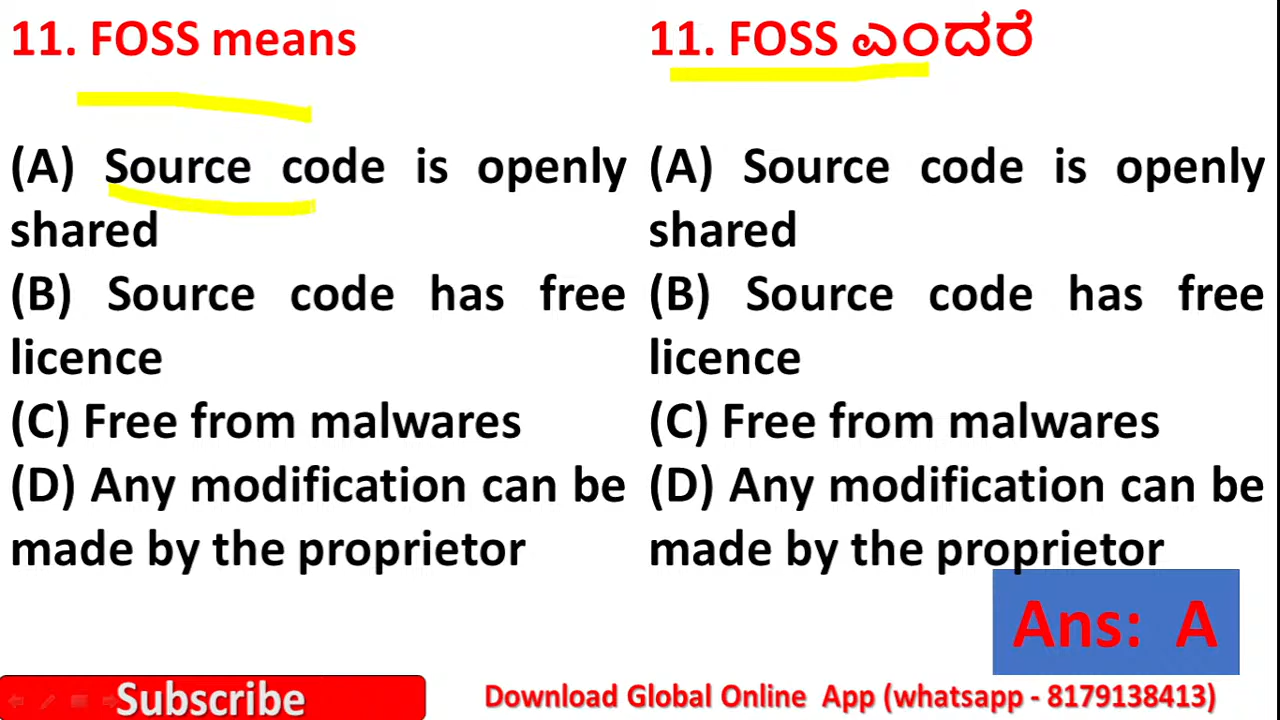 11. FOSS means
(A) Source code is openly
shared
(B) Source code has free
licence
(C) Free from malwares
(D) Any modification can be
made by the proprietor
11. FOSS ಎಂದರೆ
(A) Source code is openly
shared
(B) Source code has free
licence
(C) Free from malwares
(D) Any modification can be
made by the proprietor
Ans: A
Subscribe
Download Global Online App (whatsapp - 8179138413)